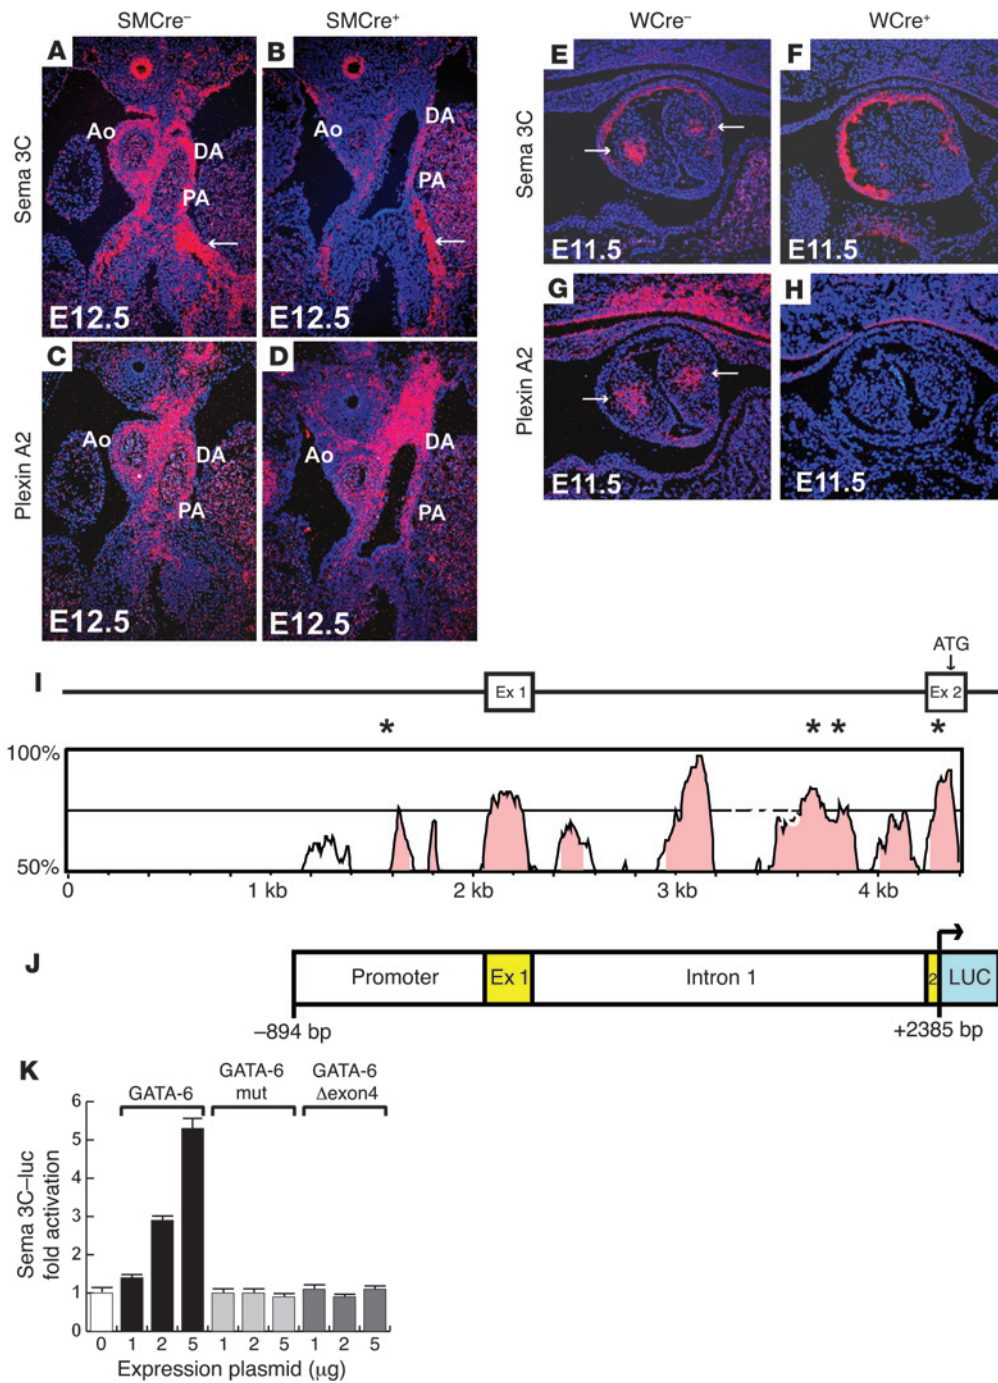 SMCre– SMCre+ WCre– WCre+
A B E F
Sema 3C
Ao DA PA
Ao DA PA
E12.5 E12.5
Sema 3C
E11.5 E11.5
C D G H
Plexin A2
Ao DA PA
Ao DA PA
E12.5 E12.5
Plexin A2
E11.5 E11.5
ATG
I
Ex 1 Ex 2
* * * *
100%
50%
0 1 kb 2 kb 3 kb 4 kb
J
Promoter Ex 1 Intron 1 2 LUC
–894 bp +2385 bp
K
GATA-6 GATA-6 mut GATA-6 Δexon4
Sema 3C–luc
fold activation
6
5
4
3
2
1
0
0 1 2 5 1 2 5 1 2 5
Expression plasmid (μg)